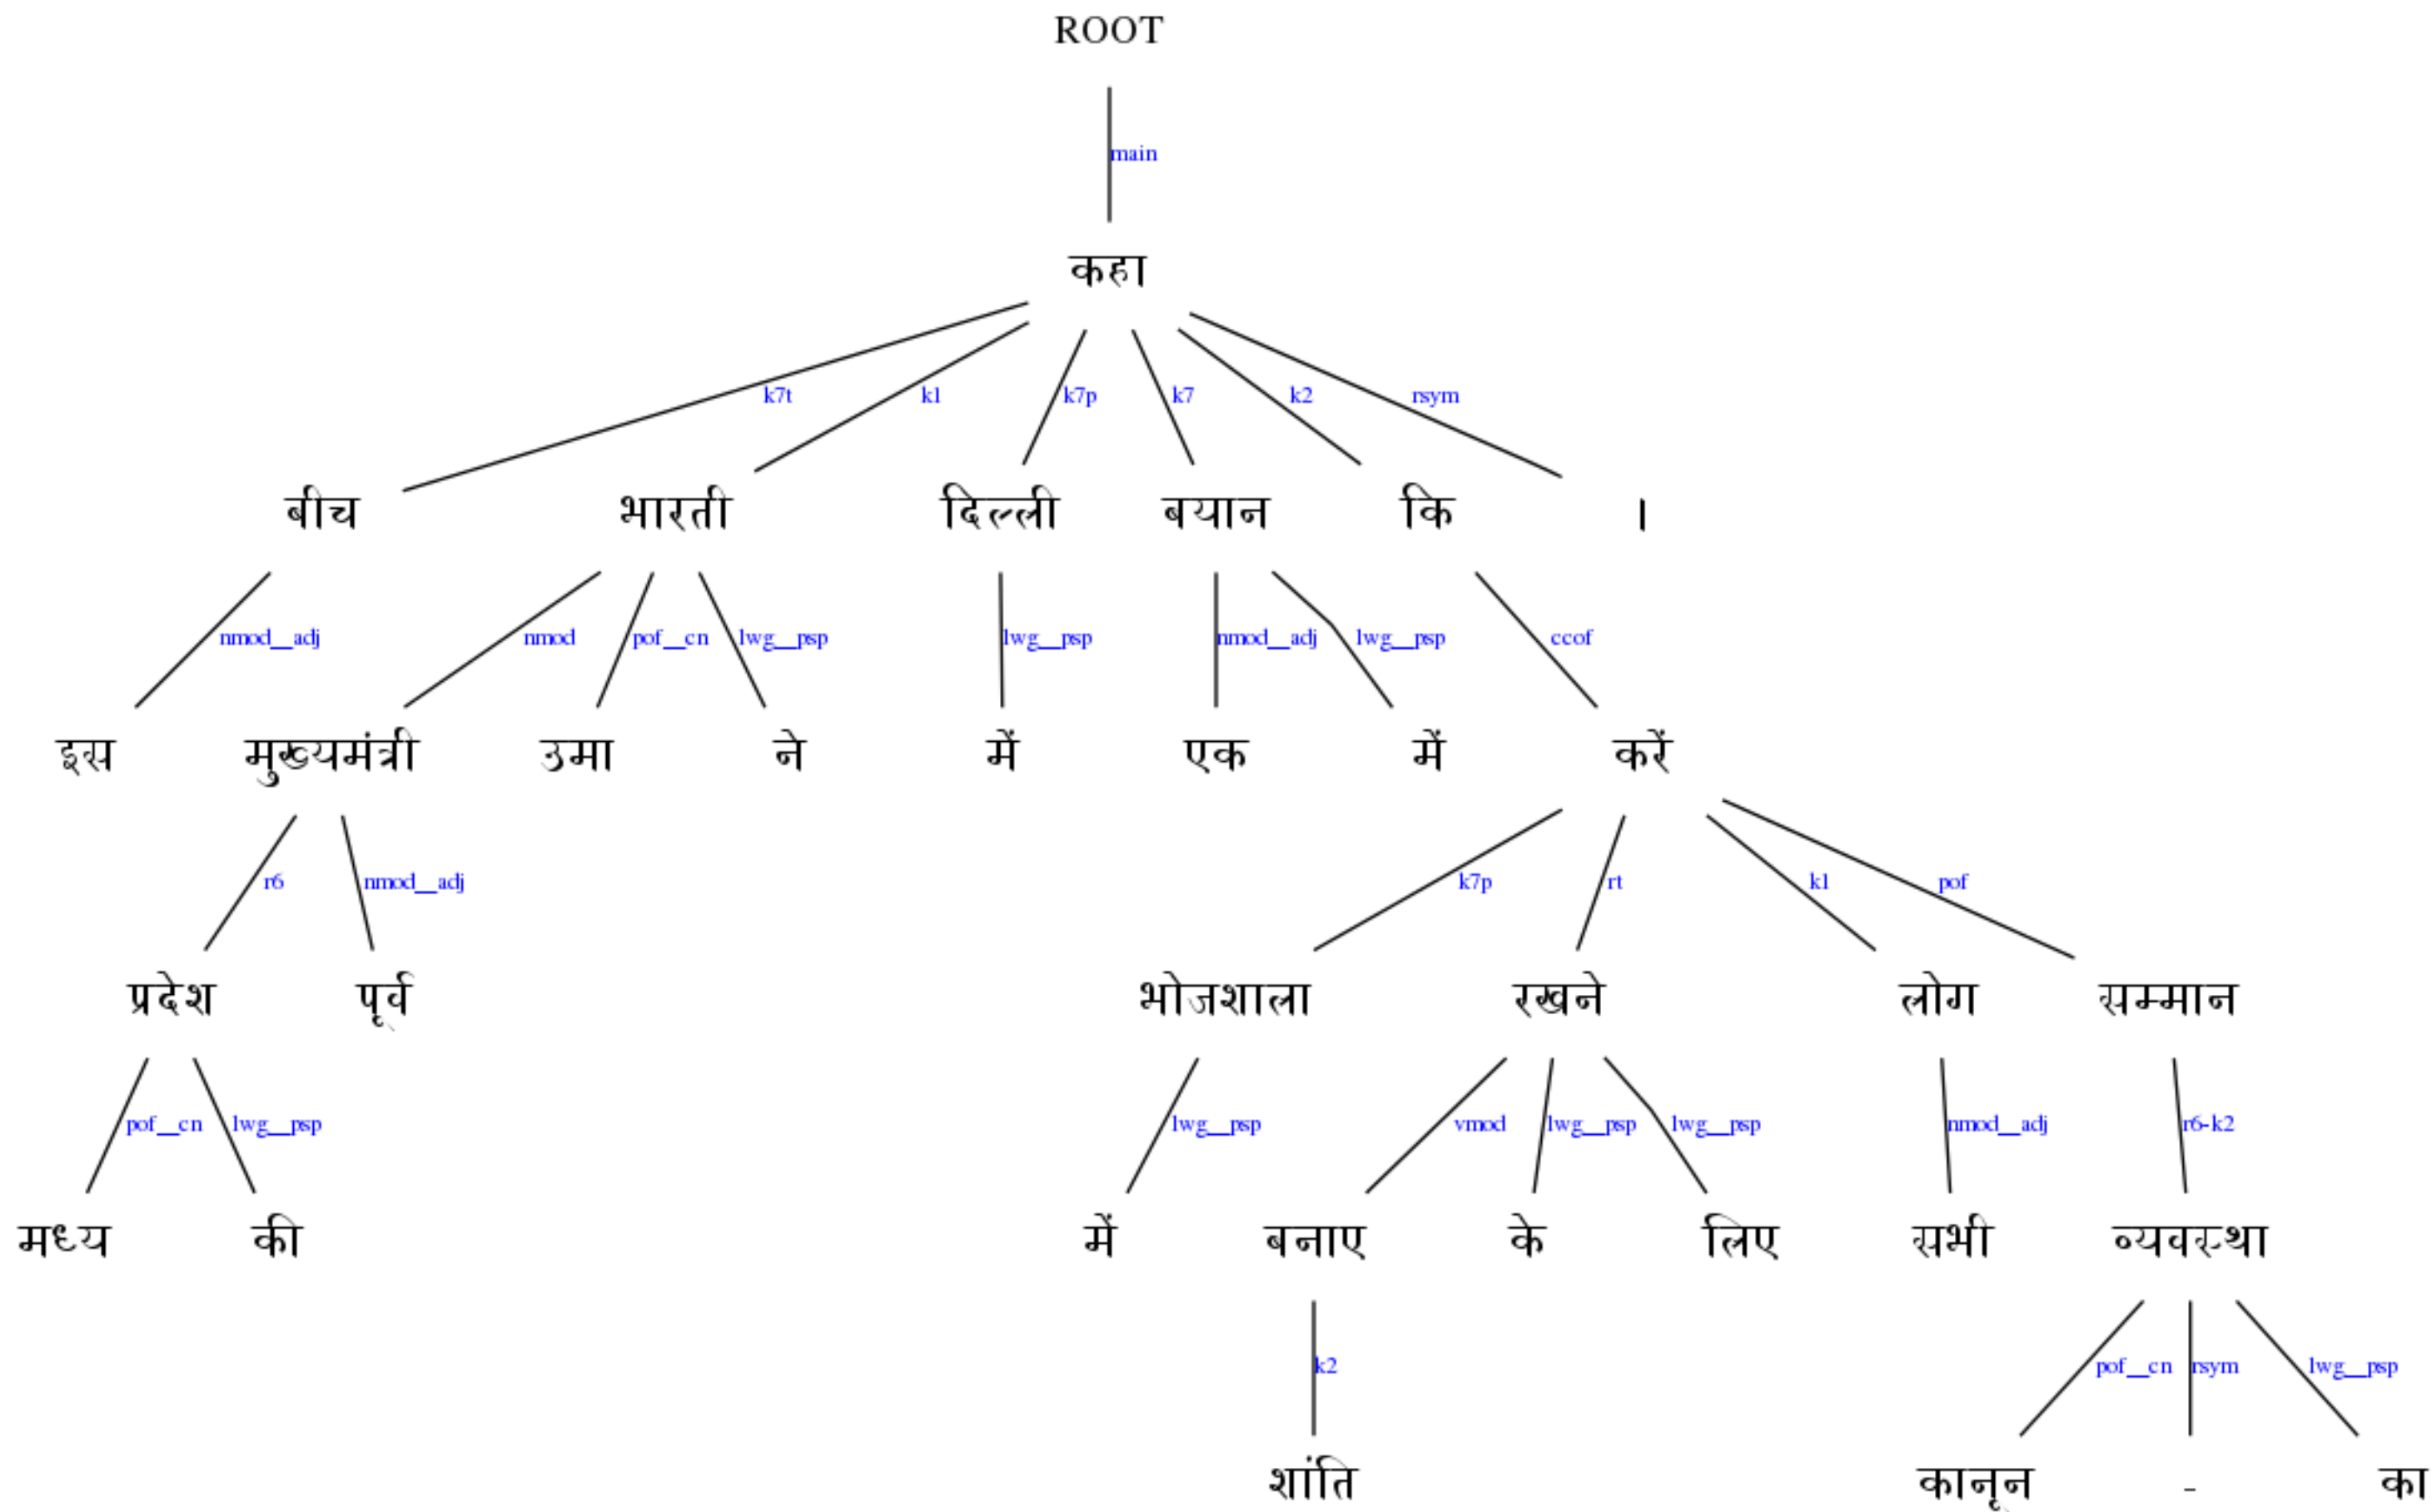 ROOT
main
कहा
k7t k1 k7p k7 k2 rsym
बीच भारती दिल्ली बयान कि ।
nmod__adj nmod pof__cn lwg__psp lwg__psp nmod__adj lwg__psp ccof
इस मुख्यमंत्री उमा ने में एक में करें
r6 nmod__adj k7p rt k1 pof
प्रदेश पूर्व भोजशाला रखने लोग सम्मान
pof__cn lwg__psp lwg__psp vmod lwg__psp lwg__psp nmod__adj r6-k2
मध्य की में बनाए के लिए सभी व्यवस्था
k2 pof__cn rsym lwg__psp
शांति कानून - का